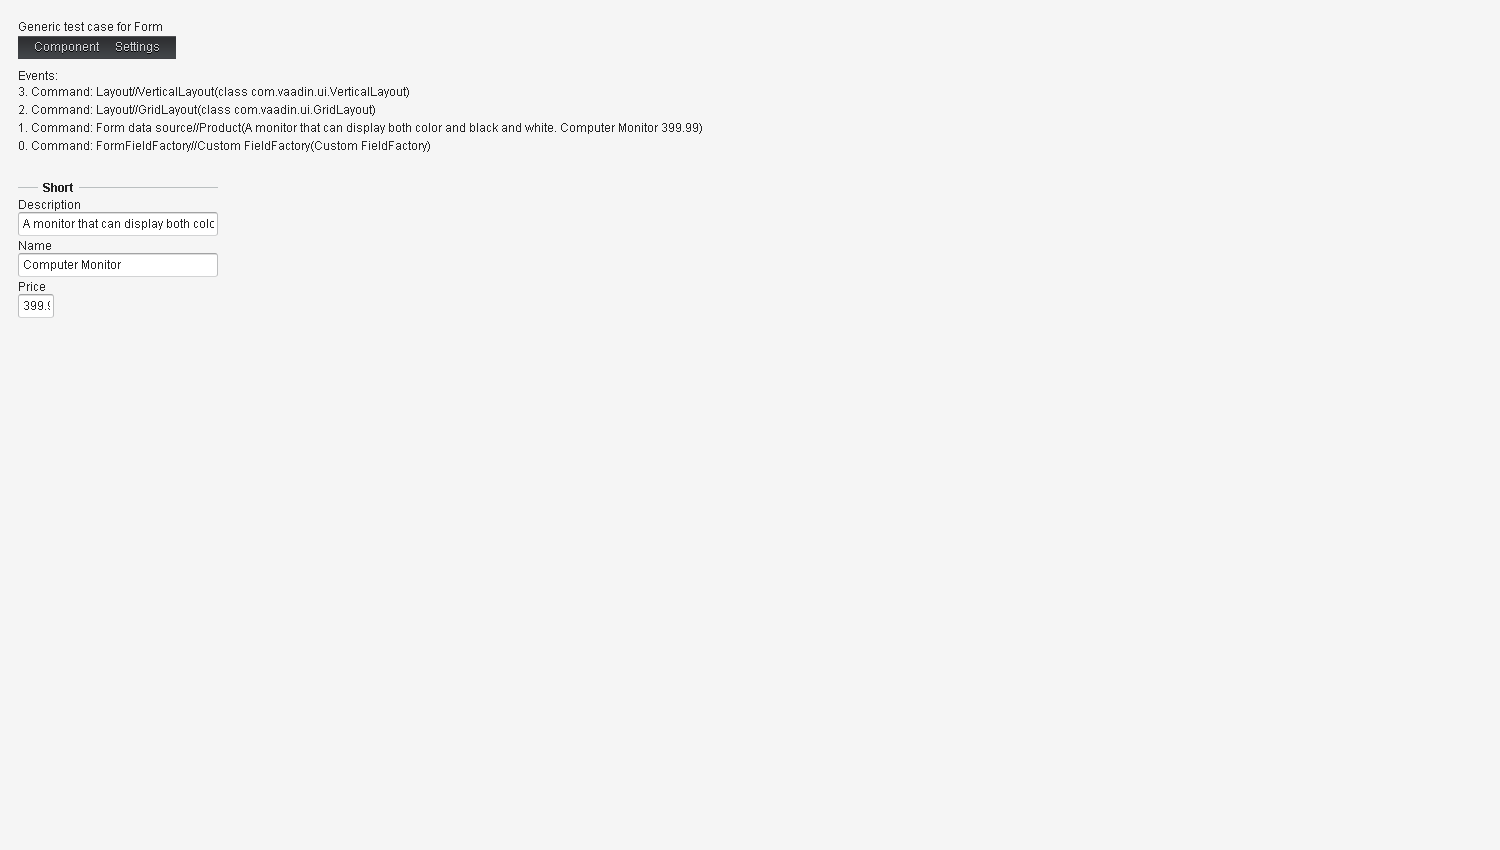 Generic test case for Form
Component Settings
Events:
3. Command: Layout//VerticalLayout(class com.vaadin.ui.VerticalLayout)
2. Command: Layout//GridLayout(class com.vaadin.ui.GridLayout)
1. Command: Form data source//Product(A monitor that can display both color and black and white. Computer Monitor 399.99)
0. Command: FormFieldFactory//Custom FieldFactory(Custom FieldFactory)
Short
Description
A monitor that can display both colo
Name
Computer Monitor
Price
399.9